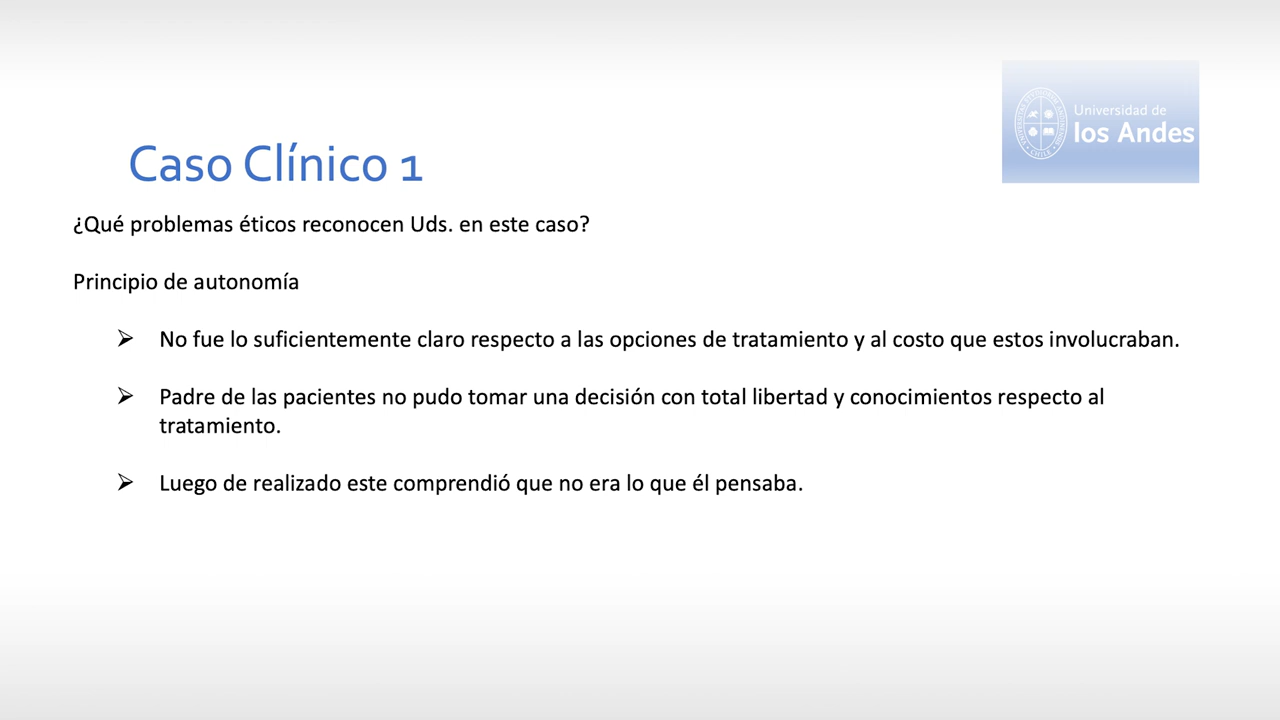 Universidad de
los Andes
Caso Clínico 1
¿Qué problemas éticos reconocen Uds. en este caso?
Principio de autonomía
No fue lo suficientemente claro respecto a las opciones de tratamiento y al costo que estos involucraban.
Padre de las pacientes no pudo tomar una decisión con total libertad y conocimientos respecto al
tratamiento.
Luego de realizado este comprendió que no era lo que él pensaba.